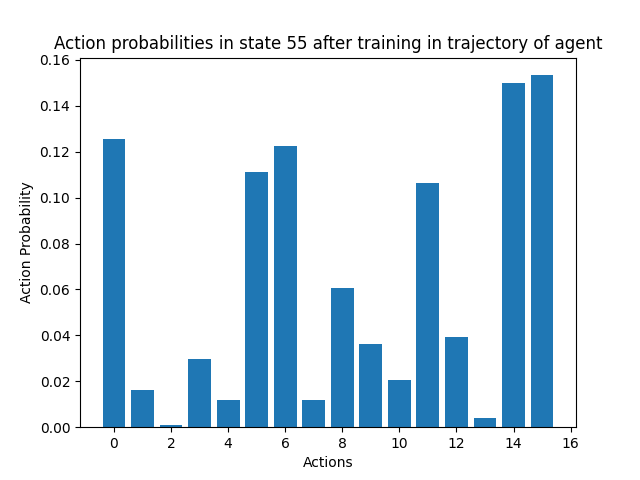 Action probabilities in state 55 after training in trajectory of agent
0.16
0.14
0.12
0.10
0.08
0.06
0.04
0.02
0.00
Action Probability
0 2 4 6 8 10 12 14 16
Actions